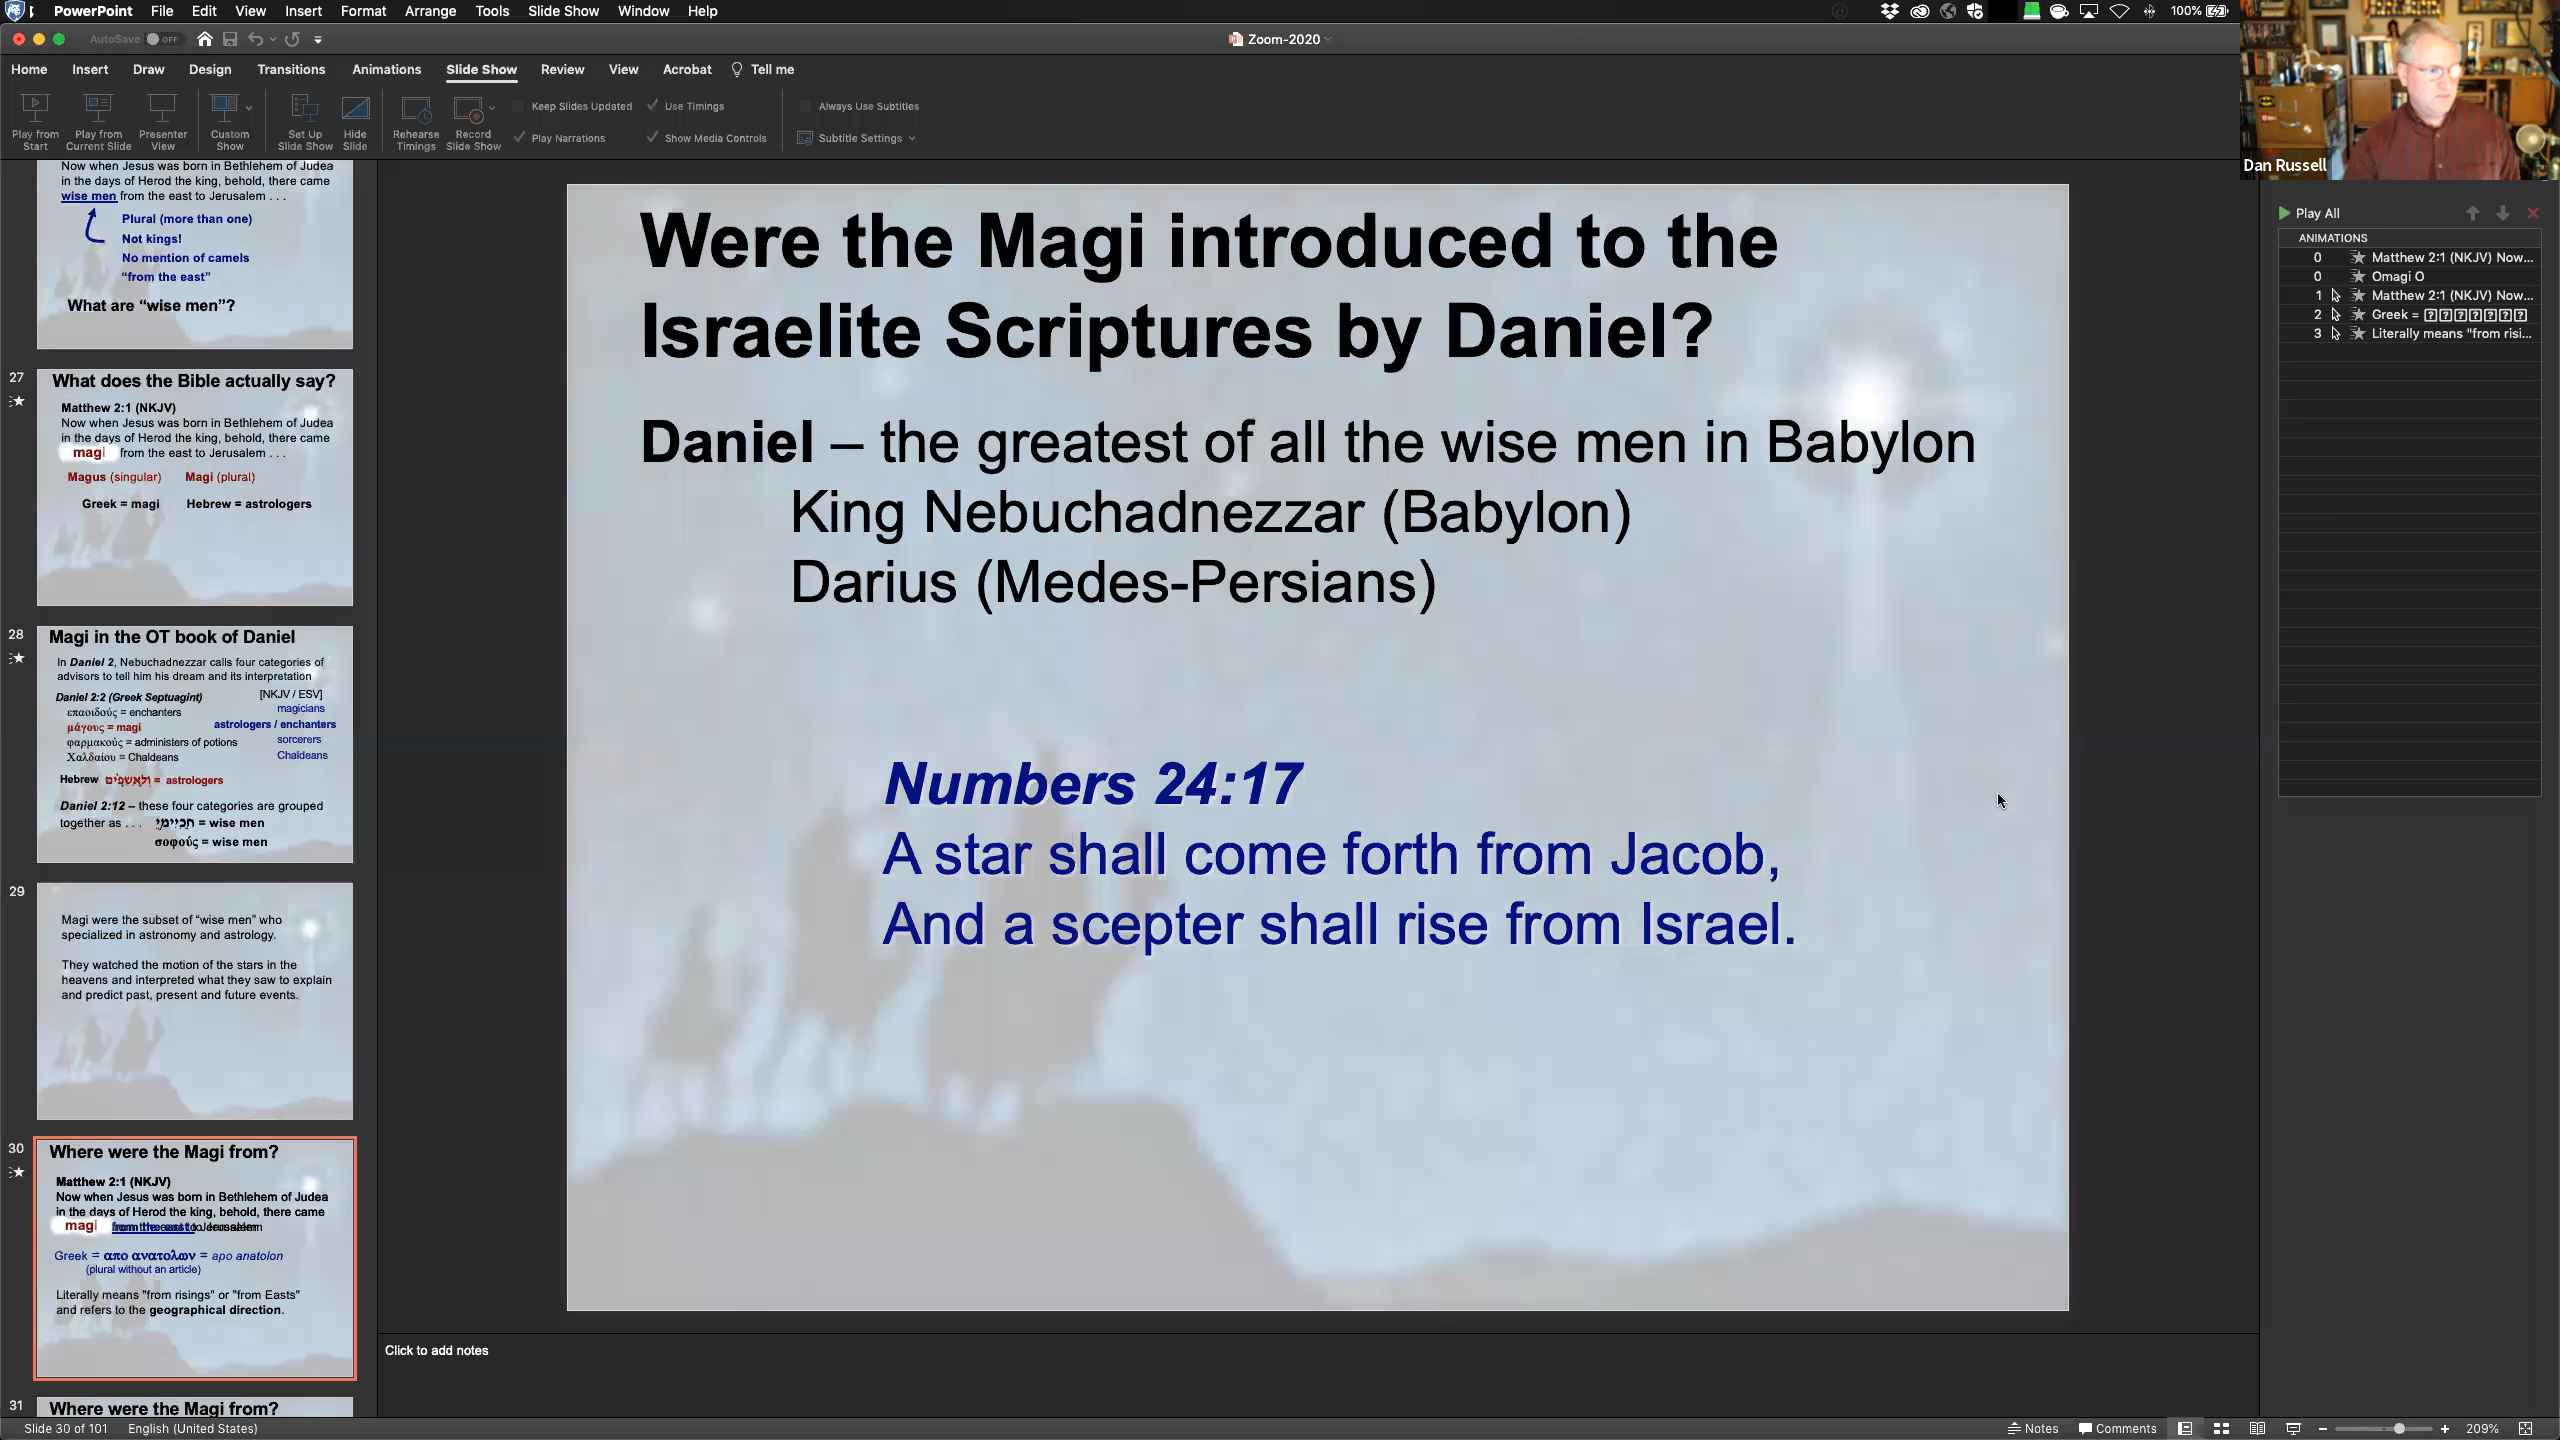 PowerPoint File Edit View Insert Format Arrange Tools Slide Show Window Help
100%
AutoSave OFF
Zoom-2020
Home Insert Draw Design Transitions Animations Slide Show Review View Acrobat Tell me
Play from Start
Play from Current Slide
Presenter View
Custom Show
Set Up Slide Show
Hide Slide
Rehearse Timings
Record Slide Show
Keep Slides Updated
Play Narrations
Use Timings
Show Media Controls
Always Use Subtitles
Subtitle Settings
Dan Russell
Now when Jesus was born in Bethlehem of Judea
in the days of Herod the king, behold, there came
wise men from the east to Jerusalem . . .
Plural (more than one)
Not kings!
No mention of camels
“from the east”
What are “wise men”?
27
What does the Bible actually say?
Matthew 2:1 (NKJV)
Now when Jesus was born in Bethlehem of Judea
in the days of Herod the king, behold, there came
magi from the east to Jerusalem . . .
Magus (singular) Magi (plural)
Greek = magi Hebrew = astrologers
28
Magi in the OT book of Daniel
In Daniel 2, Nebuchadnezzar calls four categories of
advisors to tell him his dream and its interpretation
Daniel 2:2 (Greek Septuagint) [NKJV / ESV]
επαοιδούς = enchanters magicians
μάγους = magi astrologers / enchanters
φαρμακούς = administers of potions sorcerers
Χαλδαίου = Chaldeans Chaldeans
Hebrew = astrologers
Daniel 2:12 – these four categories are grouped
together as . . . = wise men
σοφούς = wise men
29
Magi were the subset of “wise men” who
specialized in astronomy and astrology.
They watched the motion of the stars in the
heavens and interpreted what they saw to explain
and predict past, present and future events.
30
Where were the Magi from?
Matthew 2:1 (NKJV)
Now when Jesus was born in Bethlehem of Judea
in the days of Herod the king, behold, there came
magi
Greek = απο ανατολων = apo anatolon
(plural without an article)
Literally means "from risings" or "from Easts"
and refers to the geographical direction.
31
Where were the Magi from?
Were the Magi introduced to the
Israelite Scriptures by Daniel?
Daniel – the greatest of all the wise men in Babylon
King Nebuchadnezzar (Babylon)
Darius (Medes-Persians)
Numbers 24:17
A star shall come forth from Jacob,
And a scepter shall rise from Israel.
Click to add notes
Play All
ANIMATIONS
0 Matthew 2:1 (NKJV) Now...
0 Omagi O
1 Matthew 2:1 (NKJV) Now...
2 Greek =
3 Literally means "from risi...
Slide 30 of 101 English (United States)
Notes Comments 209%